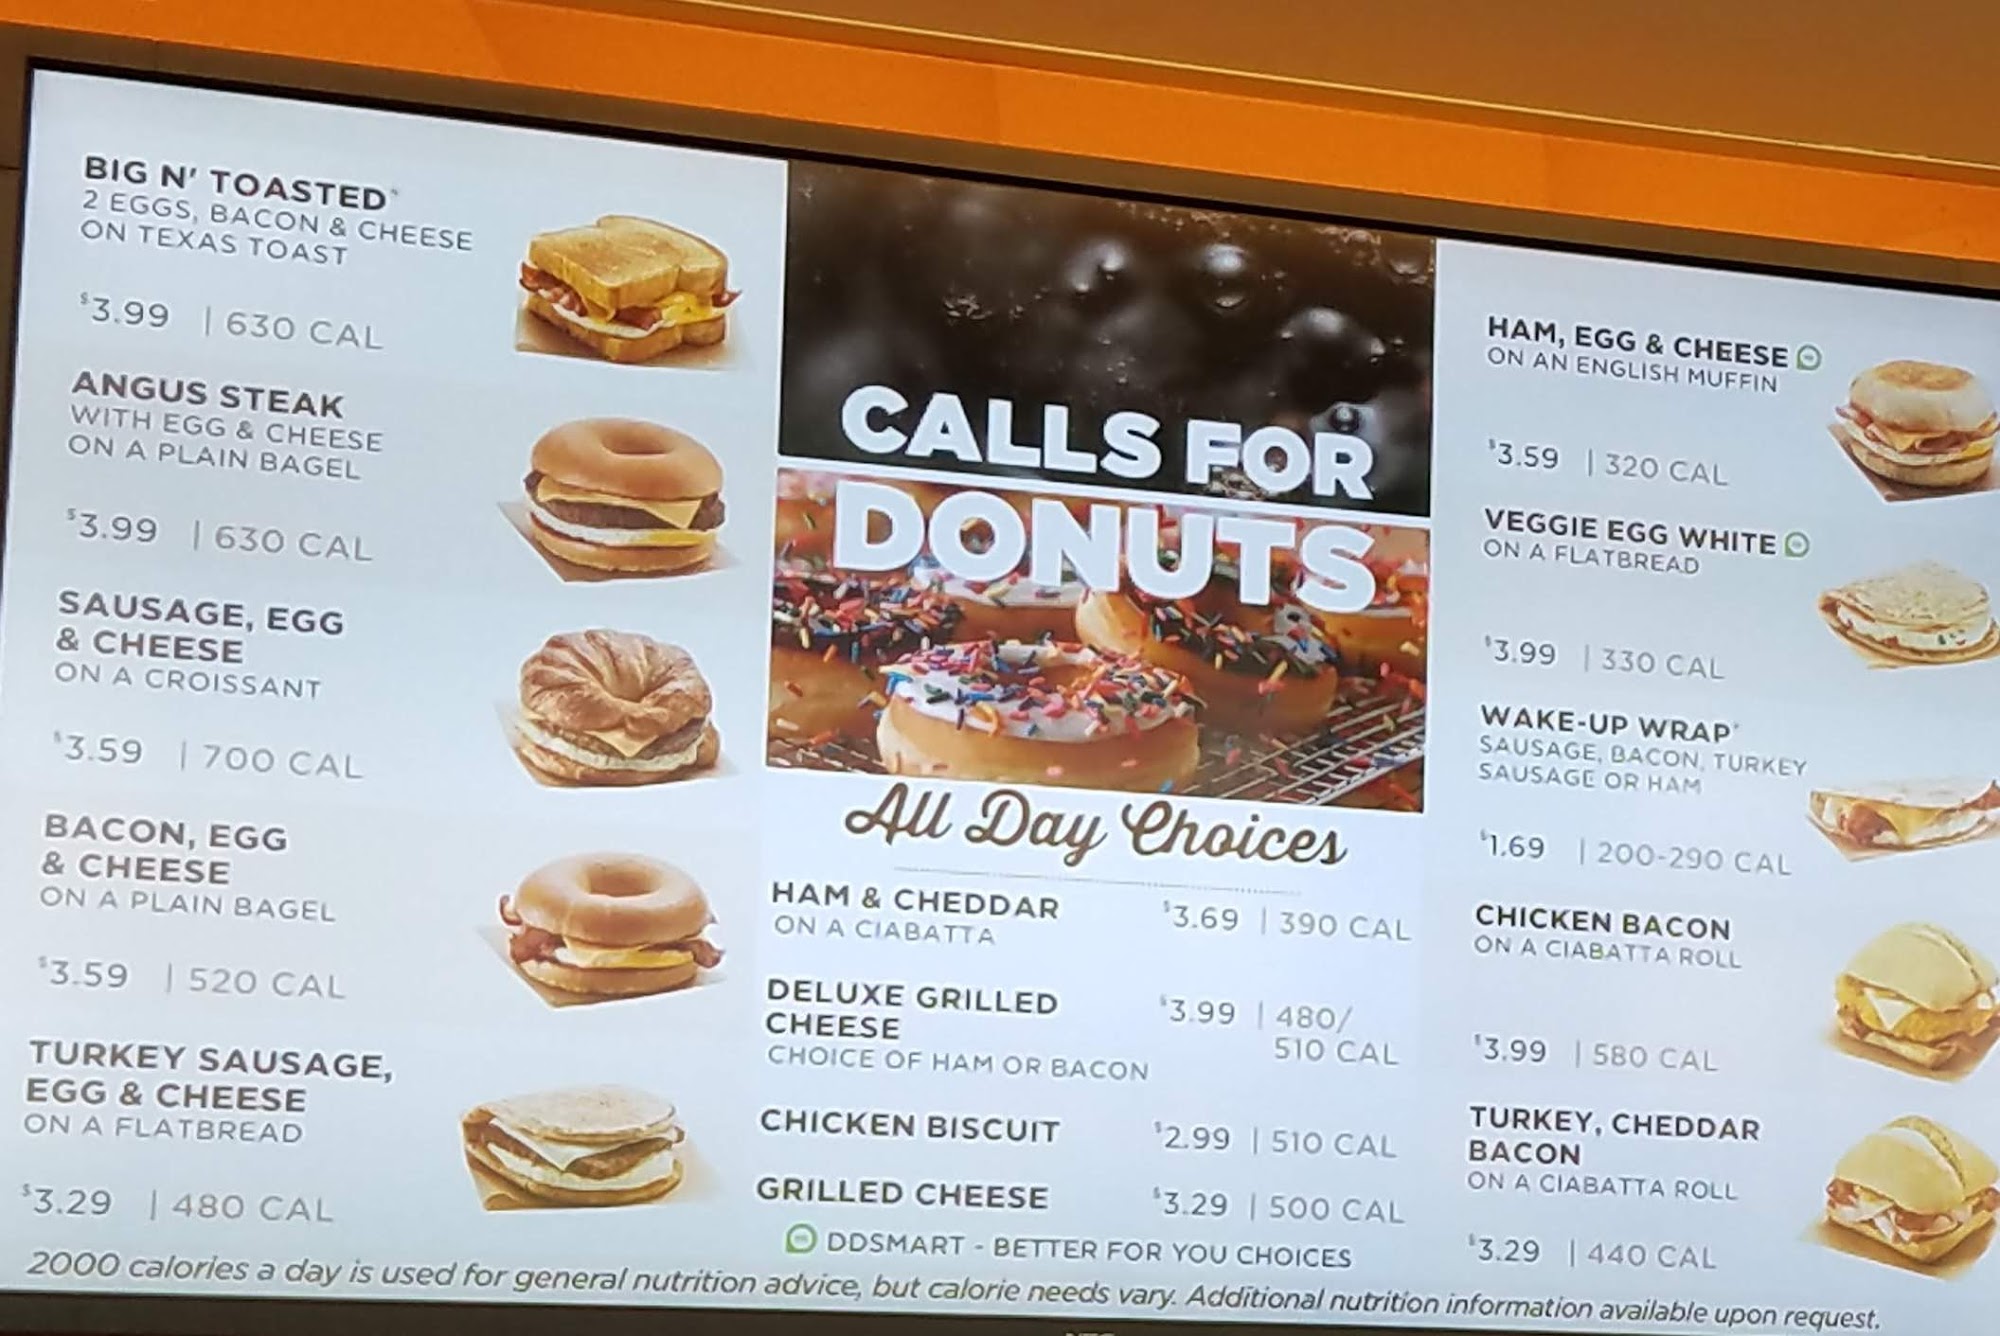 BIG N' TOASTED®
2 EGGS, BACON & CHEESE
ON TEXAS TOAST
$3.99 | 630 CAL
ANGUS STEAK
WITH EGG & CHEESE
ON A PLAIN BAGEL
$3.99 | 630 CAL
SAUSAGE, EGG
& CHEESE
ON A CROISSANT
$3.59 | 700 CAL
BACON, EGG
& CHEESE
ON A PLAIN BAGEL
$3.59 | 520 CAL
TURKEY SAUSAGE,
EGG & CHEESE
ON A FLATBREAD
$3.29 | 480 CAL
CALLS FOR
DONUTS
All Day Choices
HAM & CHEDDAR $3.69 | 390 CAL
ON A CIABATTA
DELUXE GRILLED $3.99 | 480/
CHEESE 510 CAL
CHOICE OF HAM OR BACON
CHICKEN BISCUIT $2.99 | 510 CAL
GRILLED CHEESE $3.29 | 500 CAL
DDSMART - BETTER FOR YOU CHOICES
HAM, EGG & CHEESE
ON AN ENGLISH MUFFIN
$3.59 | 320 CAL
VEGGIE EGG WHITE
ON A FLATBREAD
$3.99 | 330 CAL
WAKE-UP WRAP®
SAUSAGE, BACON, TURKEY
SAUSAGE OR HAM
$1.69 | 200-290 CAL
CHICKEN BACON
ON A CIABATTA ROLL
$3.99 | 580 CAL
TURKEY, CHEDDAR
BACON
ON A CIABATTA ROLL
$3.29 | 440 CAL
2000 calories a day is used for general nutrition advice, but calorie needs vary. Additional nutrition information available upon request.